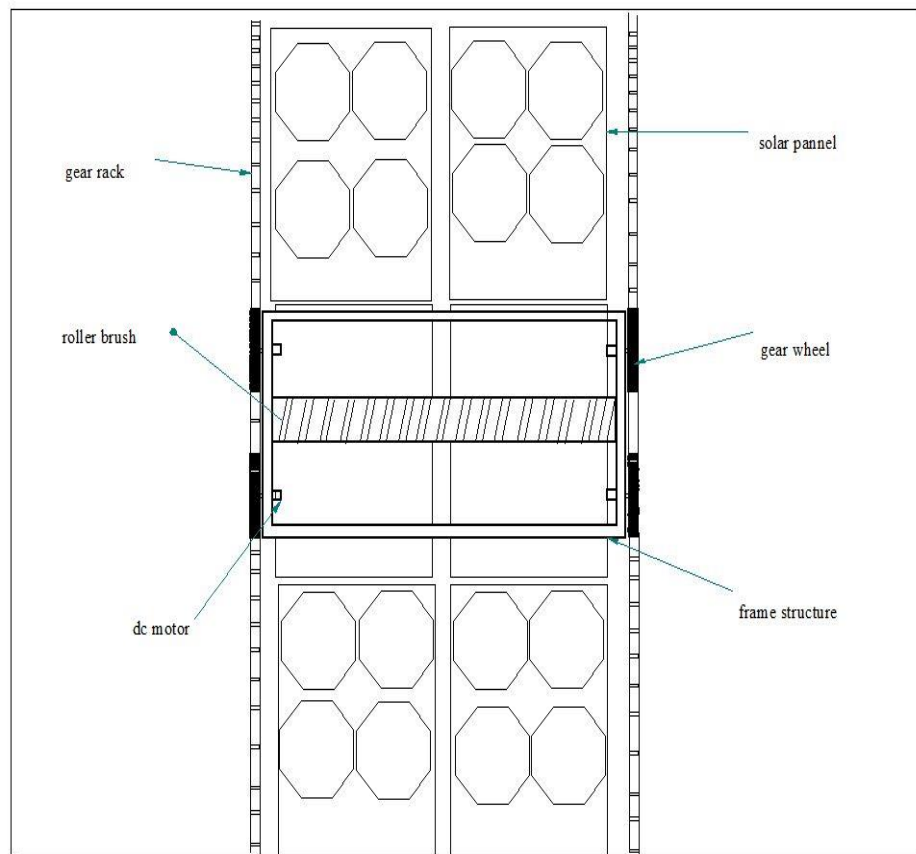 solar pannel
gear rack
roller brush
gear wheel
dc motor
frame structure